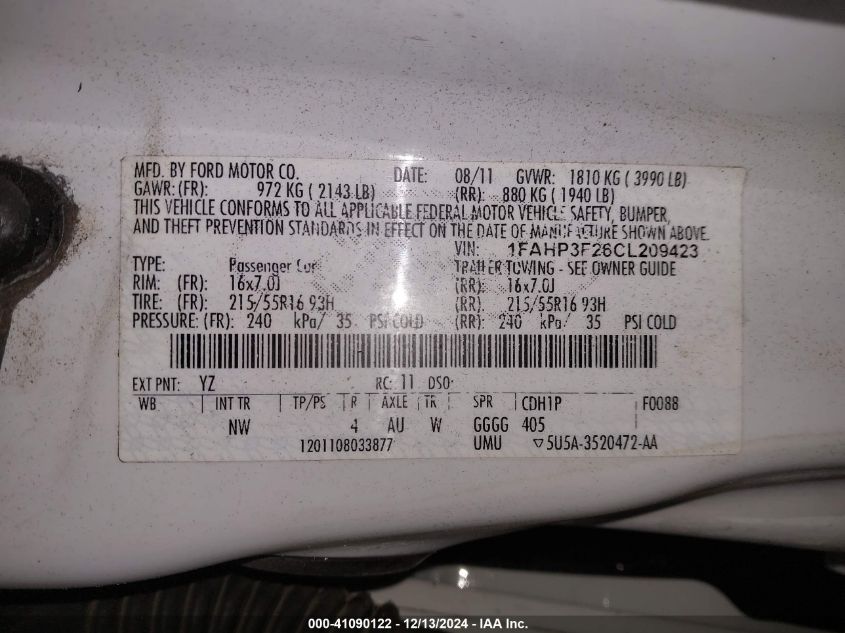 MFD. BY FORD MOTOR CO. DATE: 08/11 GVWR: 1810 KG ( 3990 LB)
GAWR: (FR): 972 KG ( 2143 LB) (RR): 880 KG ( 1940 LB)
THIS VEHICLE CONFORMS TO ALL APPLICABLE FEDERAL MOTOR VEHICLE SAFETY, BUMPER,
AND THEFT PREVENTION STANDARDS IN EFFECT ON THE DATE OF MANUFACTURE SHOWN ABOVE.
VIN: 1FAHP3F26CL209423
TYPE: Passenger Car TRAILER TOWING - SEE OWNER GUIDE
RIM: (FR): 16x7.0J (RR): 16x7.0J
TIRE: (FR): 215/55R16 93H (RR): 215/55R16 93H
PRESSURE: (FR): 240 kPa/ 35 PSI COLD (RR): 240 kPa/ 35 PSI COLD
EXT PNT: YZ RC: 11 DSO:
WB INT TR TP/PS R AXLE TR SPR CDH1P F0088
NW 4 AU W GGGG 405
1201108033877 UMU ▽5U5A-3520472-AA
000-41090122 - 12/13/2024 - IAAI Inc.